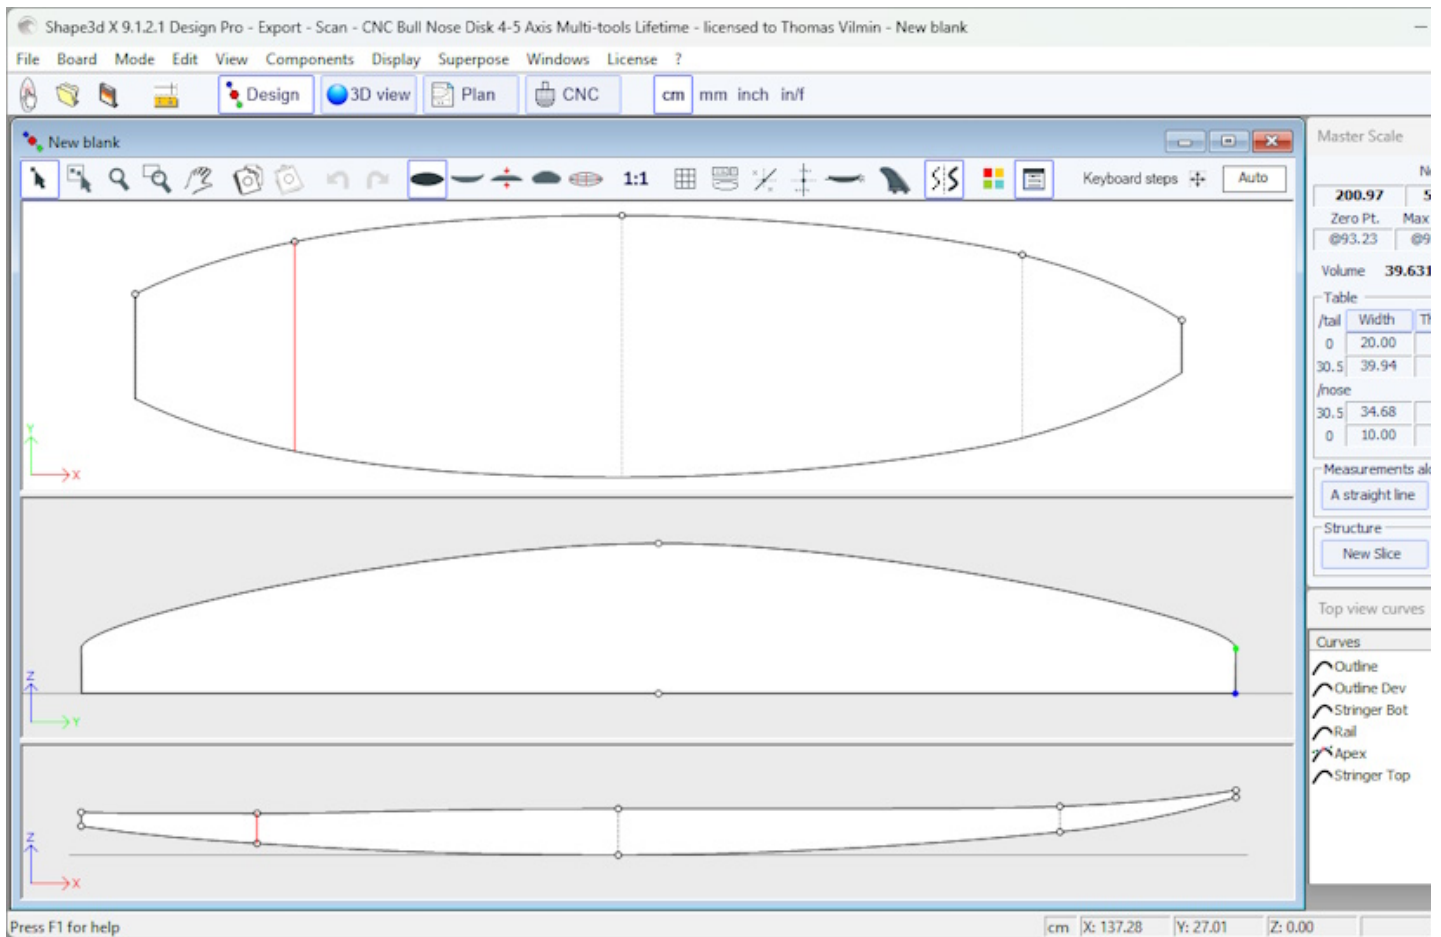 Shape3d X 9.1.2.1 Design Pro - Export - Scan - CNC Bull Nose Disk 4-5 Axis Multi-tools Lifetime - licensed to Thomas Vilmin - New blank
File Board Mode Edit View Components Display Superpose Windows License ?
Design 3D view Plan CNC cm mm inch in/f
New blank
1:1 Keyboard steps Auto
Y
X
Z
Y
Z
X
Master Scale
200.97 5
Zero Pt. Max
@93.23 @9
Volume 39.631
Table
/tail Width Th
0 20.00
30.5 39.94
/nose
30.5 34.68
0 10.00
Measurements alo
A straight line
Structure
New Slice
Top view curves
Curves
Outline
Outline Dev
Stringer Bot
Rail
Apex
Stringer Top
Press F1 for help cm X: 137.28 Y: 27.01 Z: 0.00